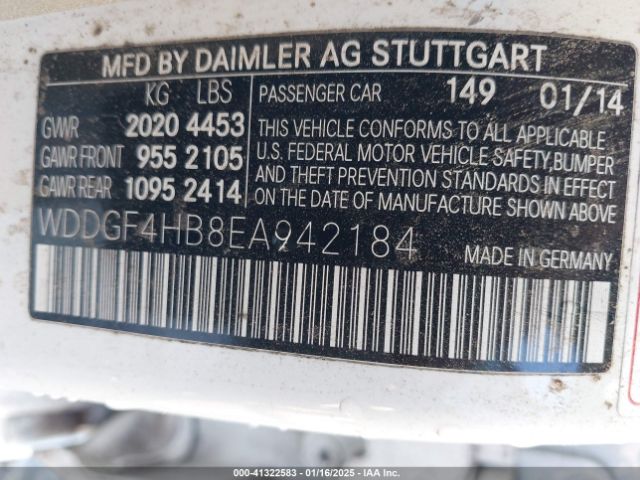 MFD BY DAIMLER AG STUTTGART
KG LBS
PASSENGER CAR 149 01/14
GVWR 2020 4453
GAWR FRONT 955 2105
GAWR REAR 1095 2414
THIS VEHICLE CONFORMS TO ALL APPLICABLE
U.S. FEDERAL MOTOR VEHICLE SAFETY, BUMPER
AND THEFT PREVENTION STANDARDS IN EFFECT
ON THE DATE OF MANUFACTURE SHOWN ABOVE
WDDGF4HB8EA942184
MADE IN GERMANY
000-41322583 - 01/16/2025 - IAA Inc.